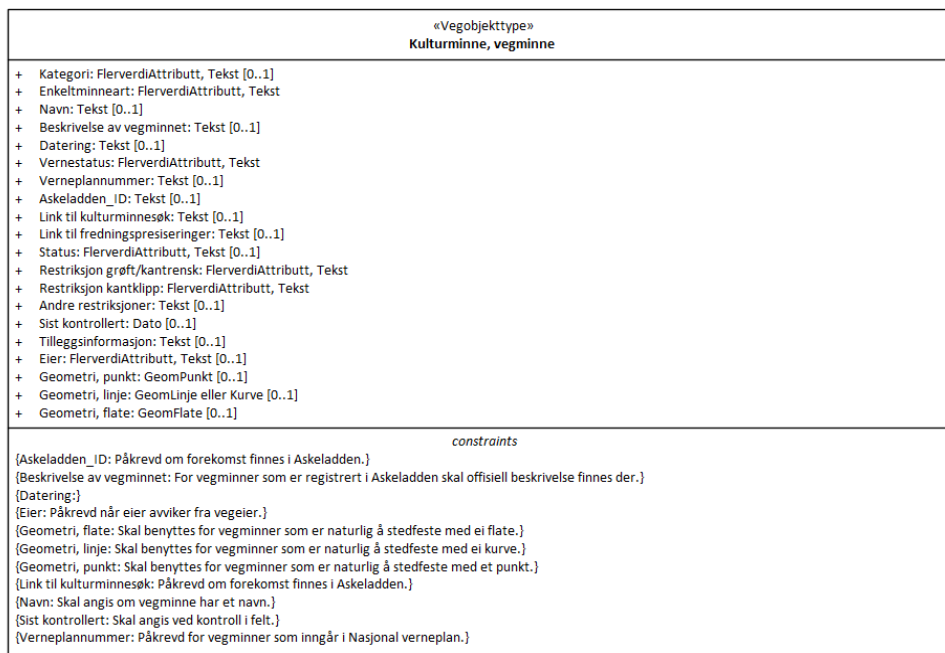 «Vegobjekttype»
Kulturminne, vegminne
+ Kategori: FlerverdiAttributt, Tekst [0..1]
+ Enkeltminneart: FlerverdiAttributt, Tekst
+ Navn: Tekst [0..1]
+ Beskrivelse av vegminnet: Tekst [0..1]
+ Datering: Tekst [0..1]
+ Vernestatus: FlerverdiAttributt, Tekst
+ Verneplannummer: Tekst [0..1]
+ Askeladden_ID: Tekst [0..1]
+ Link til kulturminnesøk: Tekst [0..1]
+ Link til fredningspresiseringer: Tekst [0..1]
+ Status: FlerverdiAttributt, Tekst [0..1]
+ Restriksjon grøft/kantrensk: FlerverdiAttributt, Tekst
+ Restriksjon kantklipp: FlerverdiAttributt, Tekst
+ Andre restriksjoner: Tekst [0..1]
+ Sist kontrollert: Dato [0..1]
+ Tilleggsinformasjon: Tekst [0..1]
+ Eier: FlerverdiAttributt, Tekst [0..1]
+ Geometri, punkt: GeomPunkt [0..1]
+ Geometri, linje: GeomLinje eller Kurve [0..1]
+ Geometri, flate: GeomFlate [0..1]
constraints
{Askeladden_ID: Påkrevd om forekomst finnes i Askeladden.}
{Beskrivelse av vegminnet: For vegminner som er registrert i Askeladden skal offisiell beskrivelse finnes der.}
{Datering:}
{Eier: Påkrevd når eier avviker fra vegeier.}
{Geometri, flate: Skal benyttes for vegminner som er naturlig å stedfeste med ei flate.}
{Geometri, linje: Skal benyttes for vegminner som er naturlig å stedfeste med ei kurve.}
{Geometri, punkt: Skal benyttes for vegminner som er naturlig å stedfeste med et punkt.}
{Link til kulturminnesøk: Påkrevd om forekomst finnes i Askeladden.}
{Navn: Skal angis om vegminne har et navn.}
{Sist kontrollert: Skal angis ved kontroll i felt.}
{Verneplannummer: Påkrevd for vegminner som inngår i Nasjonal verneplan.}